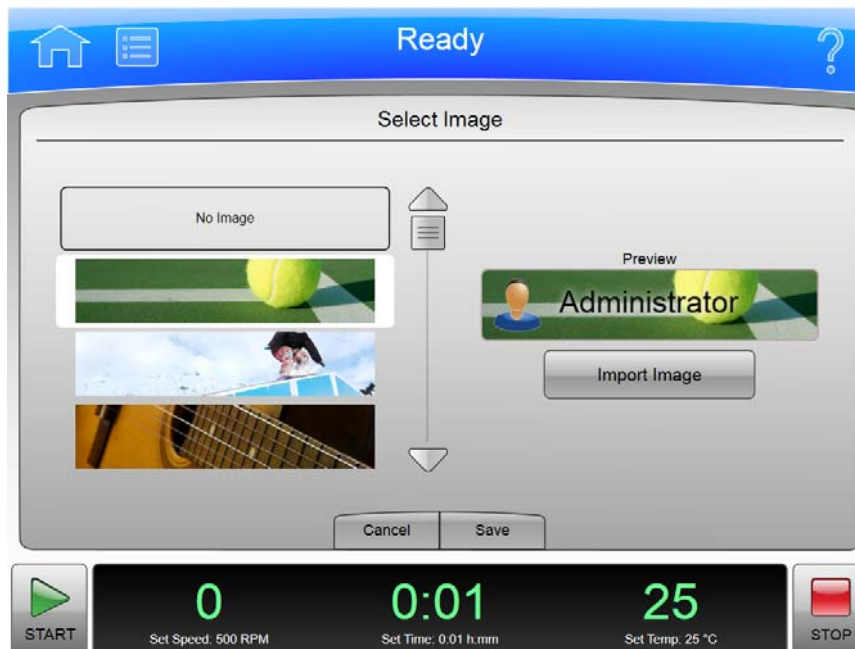 Ready
?
Select Image
No Image
Preview
Administrator
Import Image
Cancel
Save
START
0
Set Speed: 500 RPM
0:01
Set Time: 0:01 h:mm
25
Set Temp. 25 °C
STOP